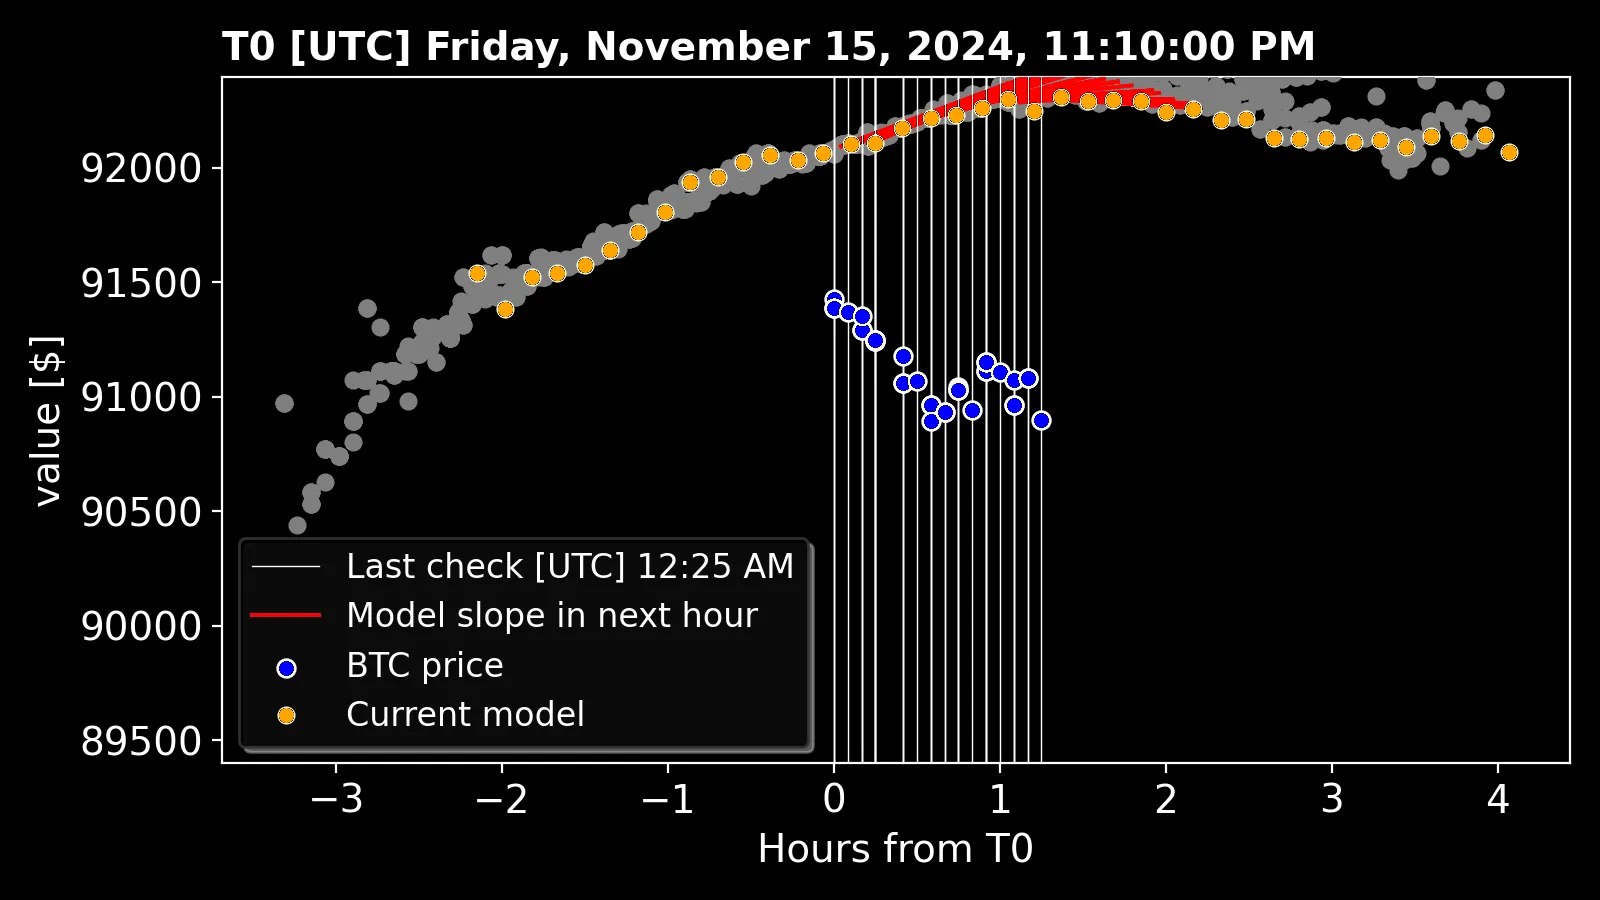 T0 [UTC] Friday, November 15, 2024, 11:10:00 PM
value [$]
92000
91500
91000
90500
90000
89500
Last check [UTC] 12:25 AM
Model slope in next hour
BTC price
Current model
−3 −2 −1 0 1 2 3 4
Hours from T0